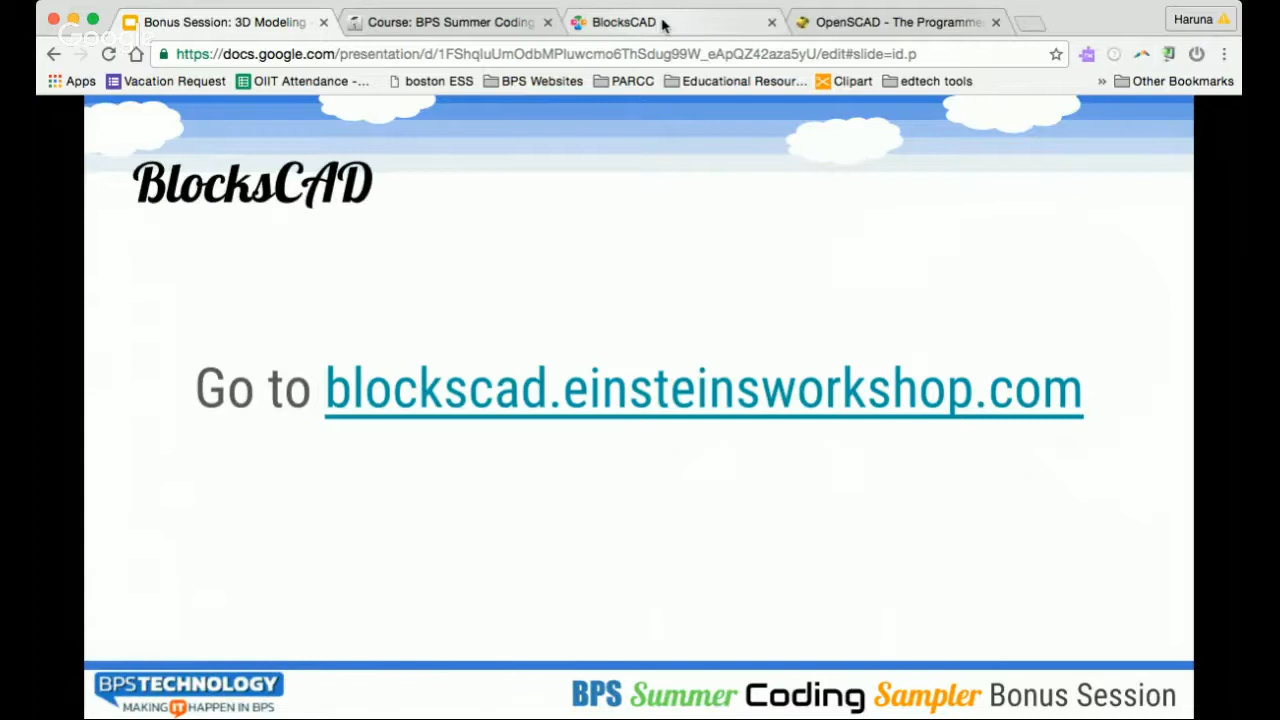 Bonus Session: 3D Modeling
Course: BPS Summer Coding
BlocksCAD
OpenSCAD - The Programme
Haruna
Google
https://docs.google.com/presentation/d/1FShqluUmOdbMPluwcmo6ThSdug99W_eApQZ42aza5yU/edit#slide=id.p
Apps
Vacation Request
OIIT Attendance -...
boston ESS
BPS Websites
PARCC
Educational Resour...
Clipart
edtech tools
»
Other Bookmarks
BlocksCAD
Go to blockscad.einsteinsworkshop.com
BPSTECHNOLOGY
MAKING IT HAPPEN IN BPS
BPS Summer Coding Sampler Bonus Session